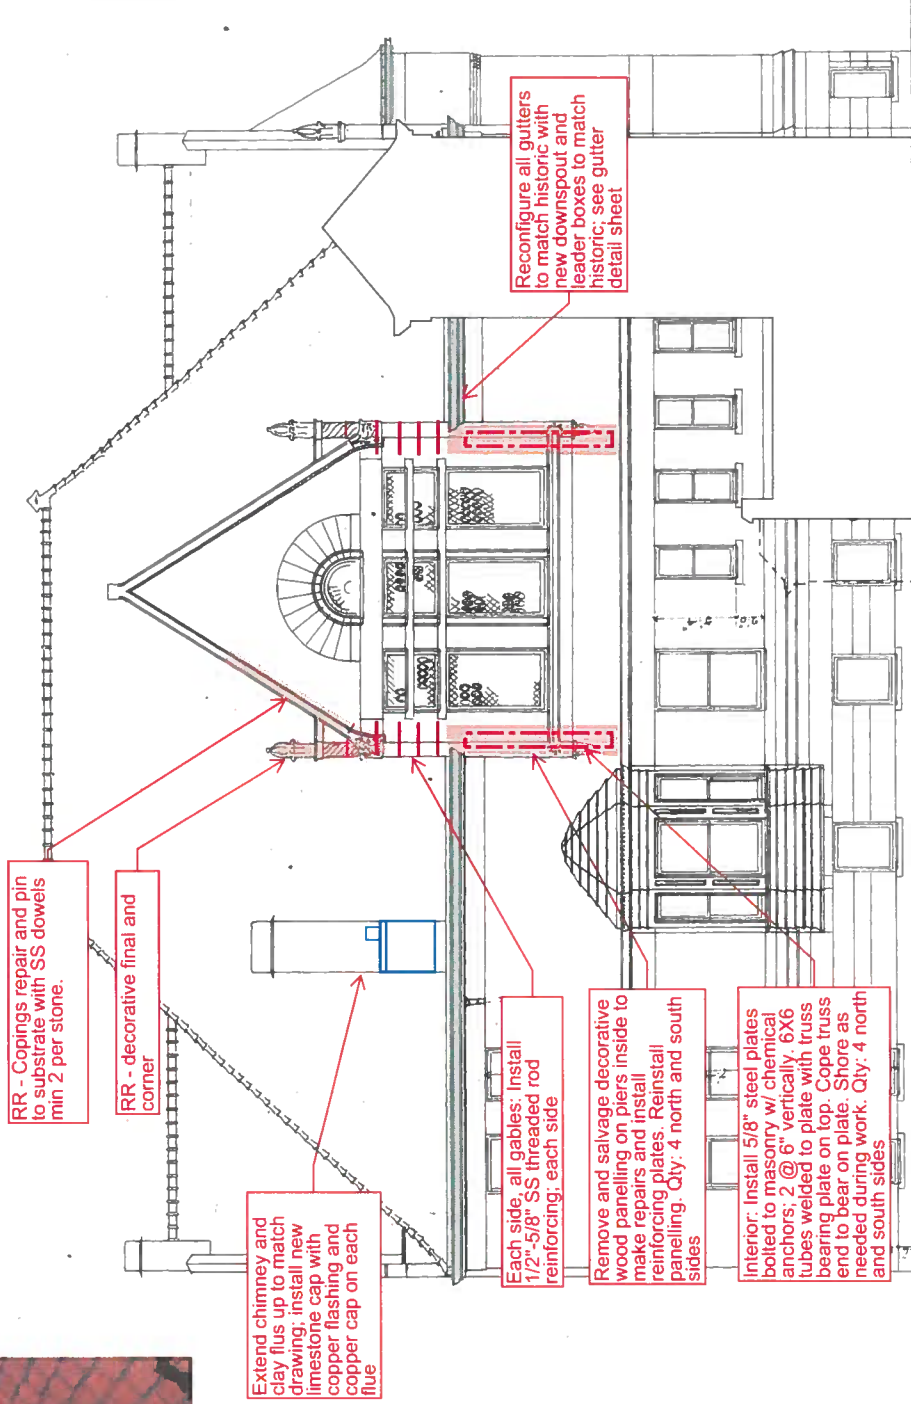 RR - Copings repair and pin
to substrate with SS dowels
min 2 per stone.
RR - decorative final and
corner
Extend chimney and
clay flus up to match
drawing; install new
limestone cap with
copper flashing and
copper cap on each
flue
Each side, all gables: Install
1/2"-5/8" SS threaded rod
reinforcing; each side
Remove and salvage decorative
wood panelling on piers inside to
make repairs and install
reinforcing plates. Reinstall
panelling. Qty: 4 north and south
sides
Interior: Install 5/8" steel plates
bolted to masonry w/ chemical
anchors; 2 @ 6" vertically. 6X6
tubes welded to plate with truss
bearing plate on top. Cope truss
end to bear on plate. Shore as
needed during work. Qty: 4 north
and south sides
Reconfigure all gutters
to match historic with
new downspout and
leader boxes to match
historic; see gutter
detail sheet